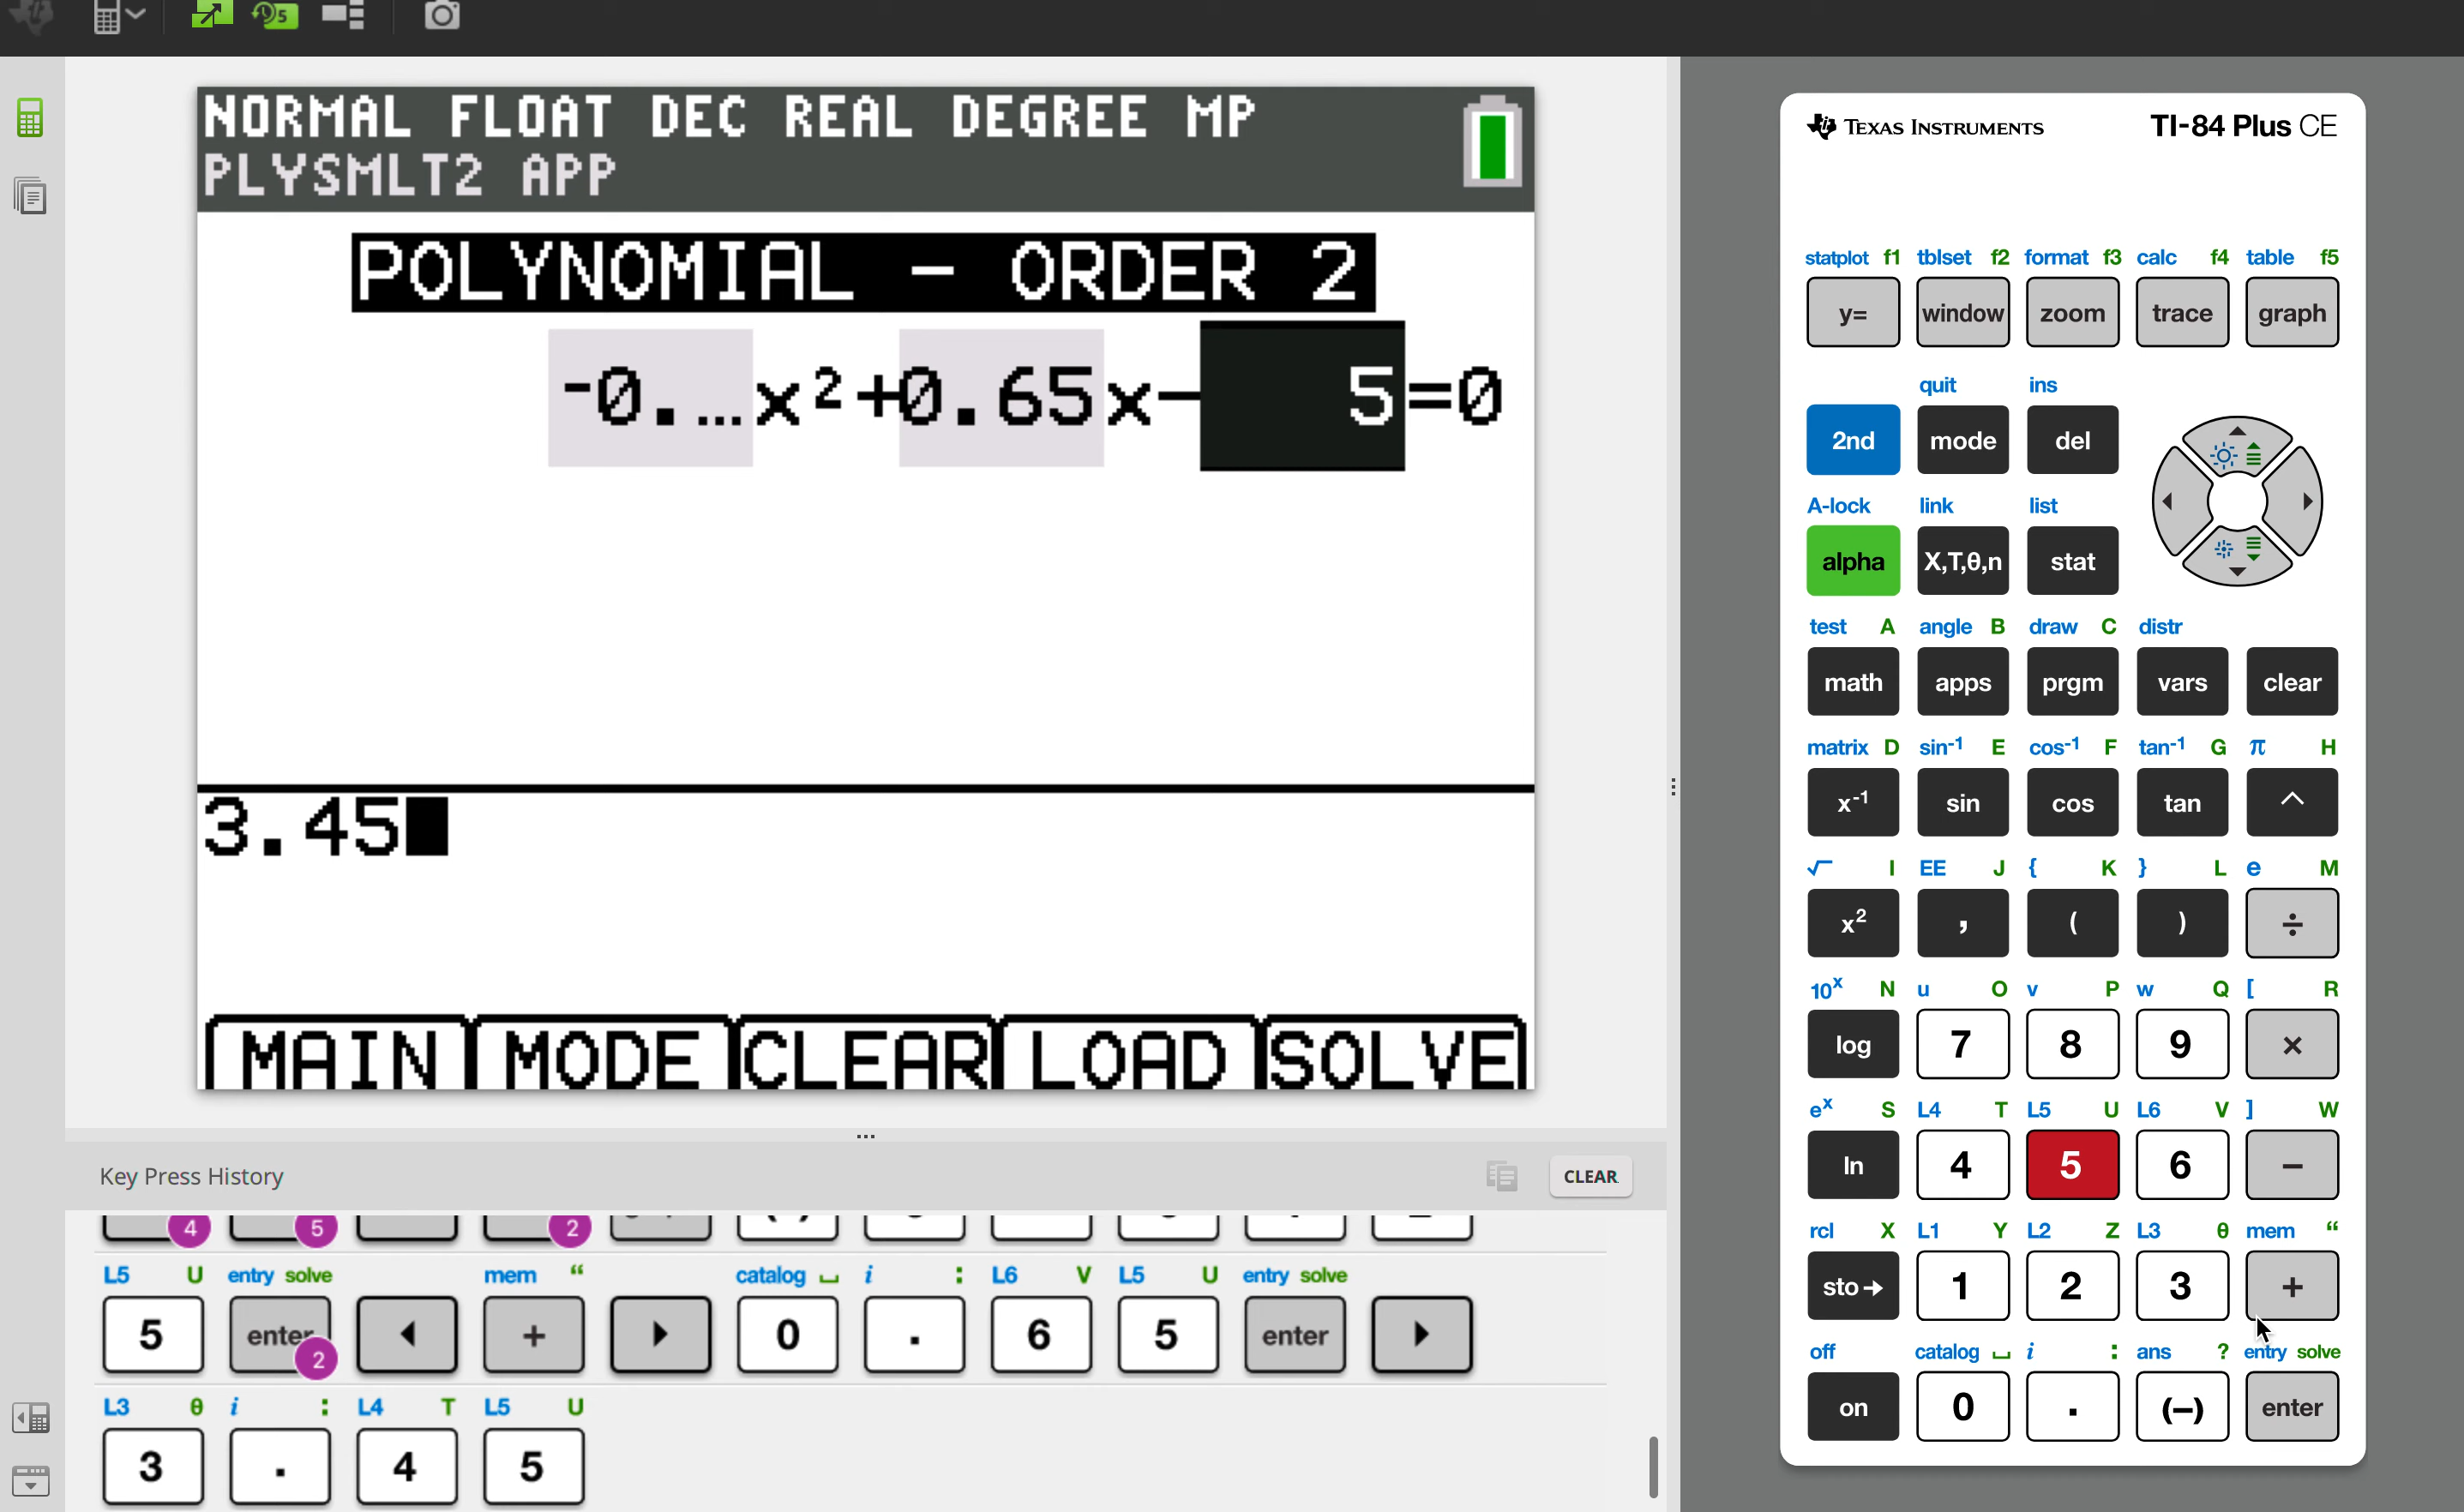 NORMAL FLOAT DEC REAL DEGREE MP
PLYSMLT2 APP
POLYNOMIAL - ORDER 2
⁻0.…x²+0.65x-5=0
3.45
MAIN MODE CLEAR LOAD SOLVE
Key Press History
CLEAR
4 5 2
L5 U entry solve mem “ catalog ⎵ i : L6 V L5 U entry solve
5 enter 2 + 0 . 6 5 enter
L3 θ i : L4 T L5 U
3 . 4 5
TEXAS INSTRUMENTS TI-84 Plus CE
statplot f1 tblset f2 format f3 calc f4 table f5
y= window zoom trace graph
quit ins
2nd mode del
A-lock link list
alpha X,T,θ,n stat
test A angle B draw C distr
math apps prgm vars clear
matrix D sin⁻¹ E cos⁻¹ F tan⁻¹ G π H
x⁻¹ sin cos tan ^
√ I EE J { K } L e M
x² , ( ) ÷
10ˣ N u O v P w Q [ R
log 7 8 9 ×
eˣ S L4 T L5 U L6 V ] W
ln 4 5 6 −
rcl X L1 Y L2 Z L3 θ mem “
sto→ 1 2 3 +
off catalog ⎵ i : ans ? entry solve
on 0 . (−) enter